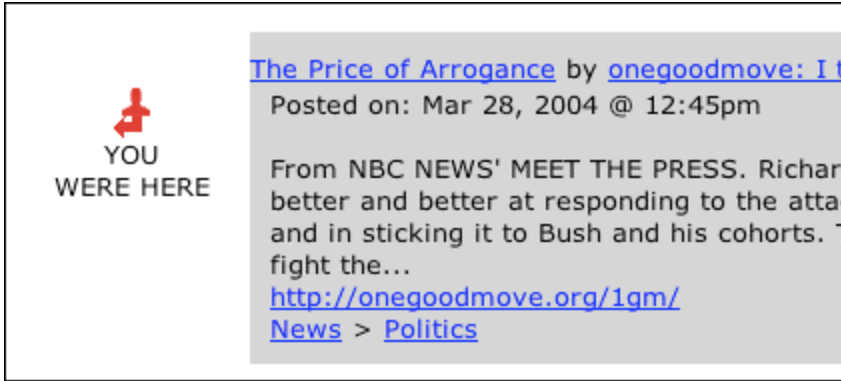 The Price of Arrogance by onegoodmove: I
Posted on: Mar 28, 2004 @ 12:45pm
YOU
WERE HERE
From NBC NEWS' MEET THE PRESS.
better and better at responding to the
and in sticking it to Bush and his cohorts.
fight the...
http://onegoodmove.org/1gm/
News > Politics